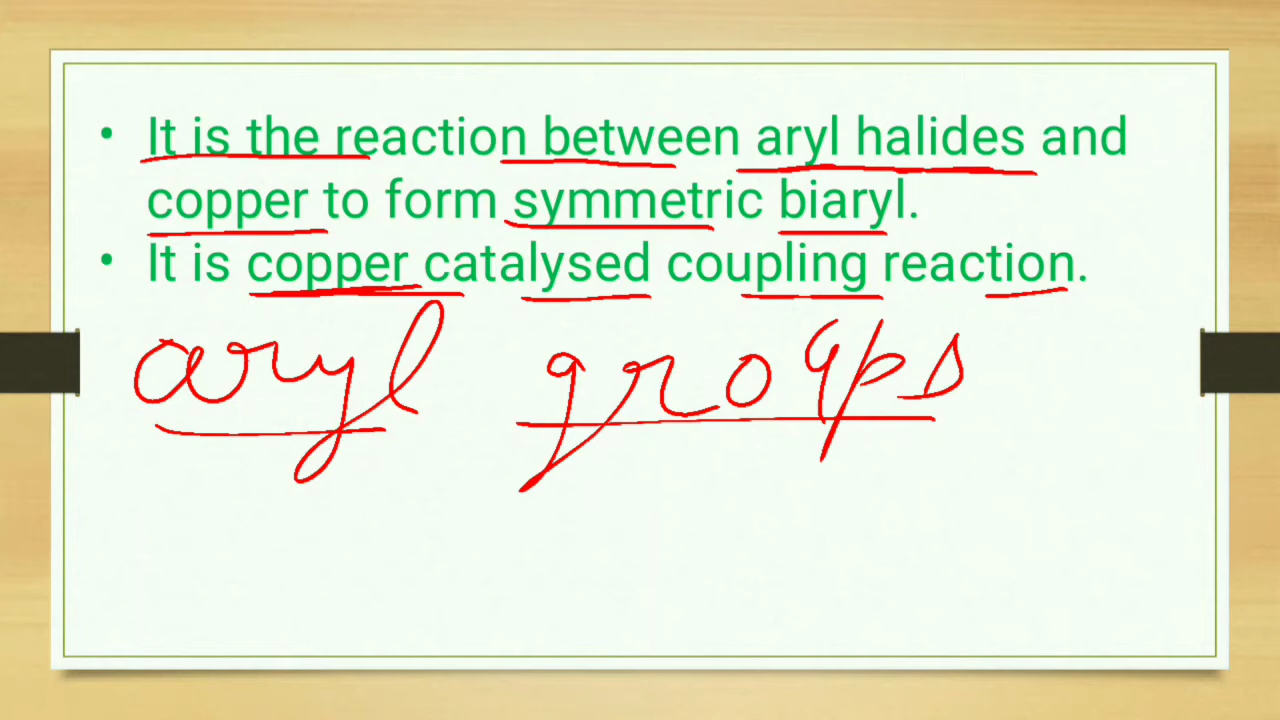 • It is the reaction between aryl halides and
copper to form symmetric biaryl.
• It is copper catalysed coupling reaction.
aryl groups